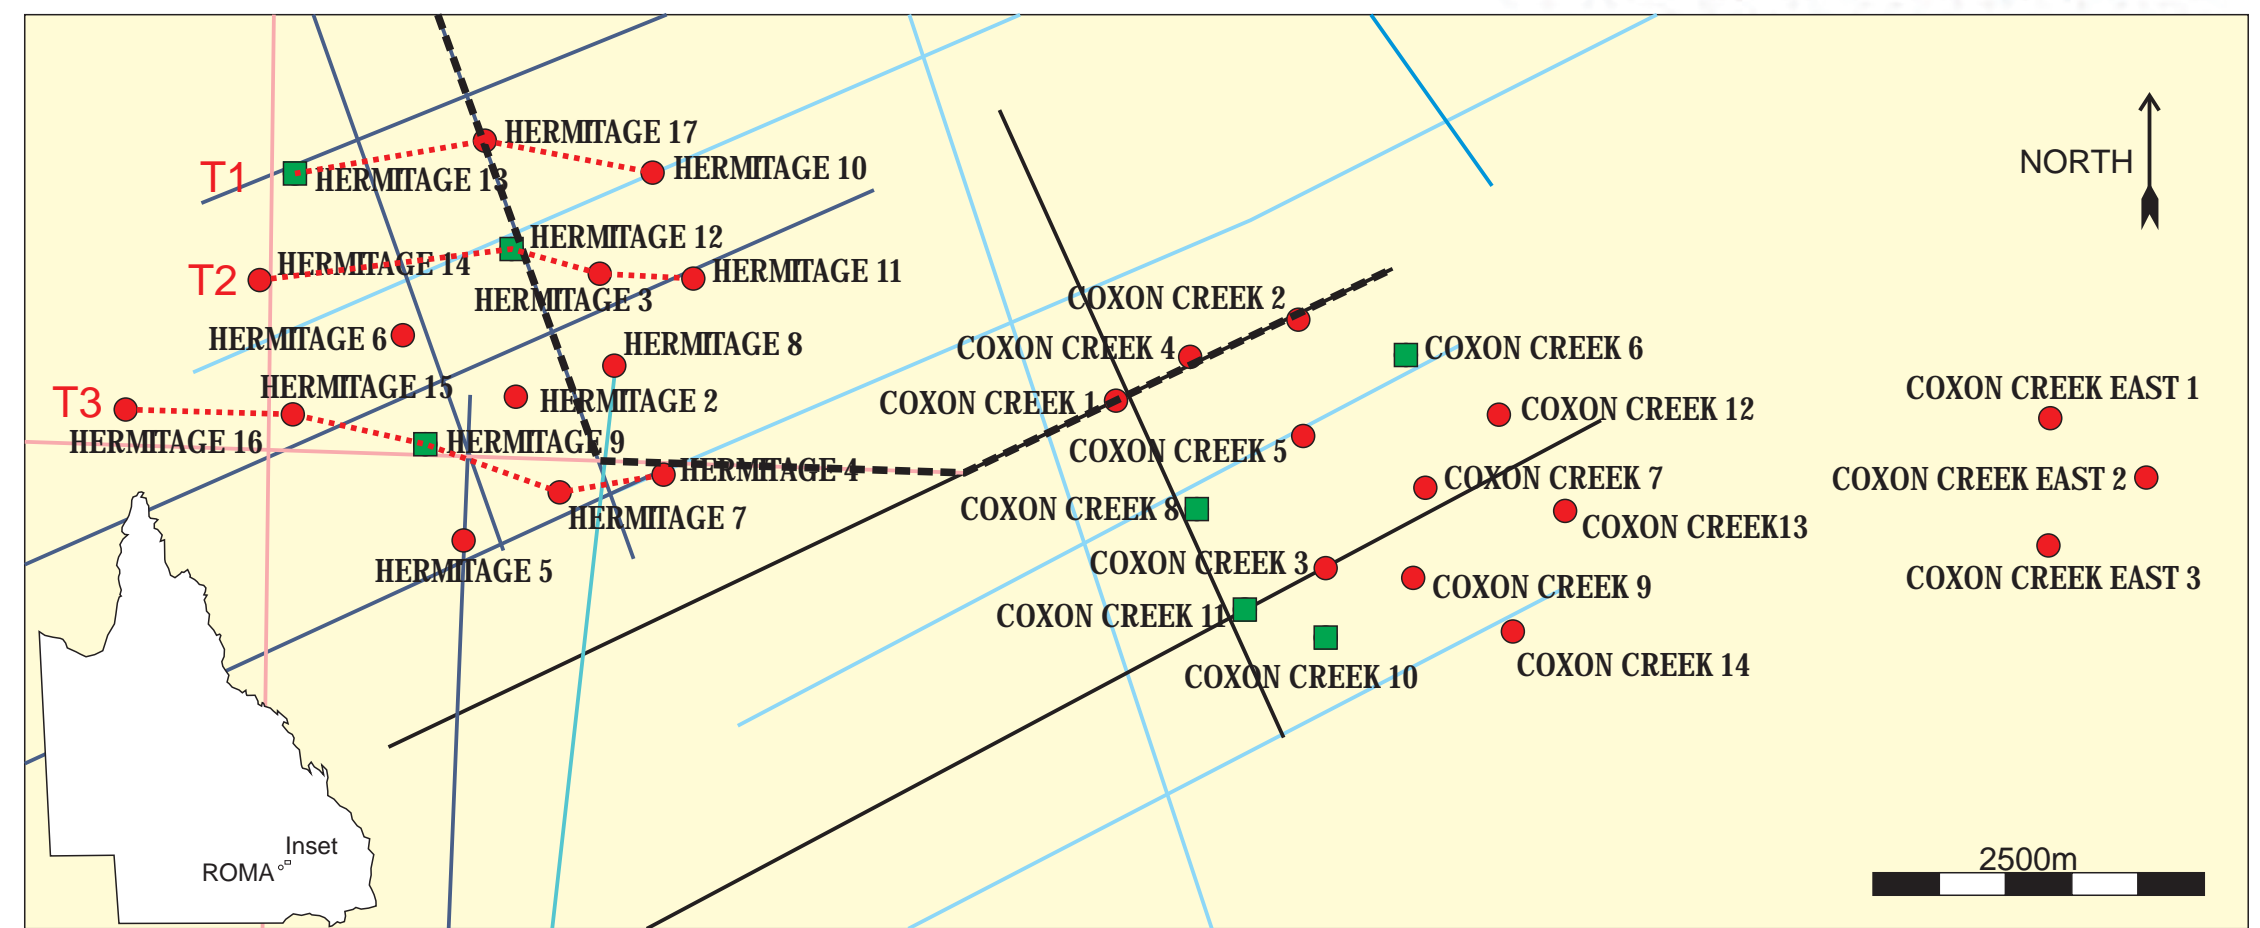 HERMITAGE 17
NORTH
T1
HERMITAGE 13
HERMITAGE 10
HERMITAGE 12
HERMITAGE 14
T2
HERMITAGE 11
HERMITAGE 3
COXON CREEK 2
HERMITAGE 6
HERMITAGE 8
COXON CREEK 4
COXON CREEK 6
HERMITAGE 15
COXON CREEK EAST 1
T3
HERMITAGE 2
COXON CREEK 1
COXON CREEK 12
HERMITAGE 16
HERMITAGE 9
COXON CREEK 5
HERMITAGE 4
COXON CREEK 7
COXON CREEK EAST 2
HERMITAGE 7
COXON CREEK 8
COXON CREEK13
HERMITAGE 5
COXON CREEK 3
COXON CREEK 9
COXON CREEK EAST 3
COXON CREEK 11
COXON CREEK 14
COXON CREEK 10
Inset
ROMA
2500m